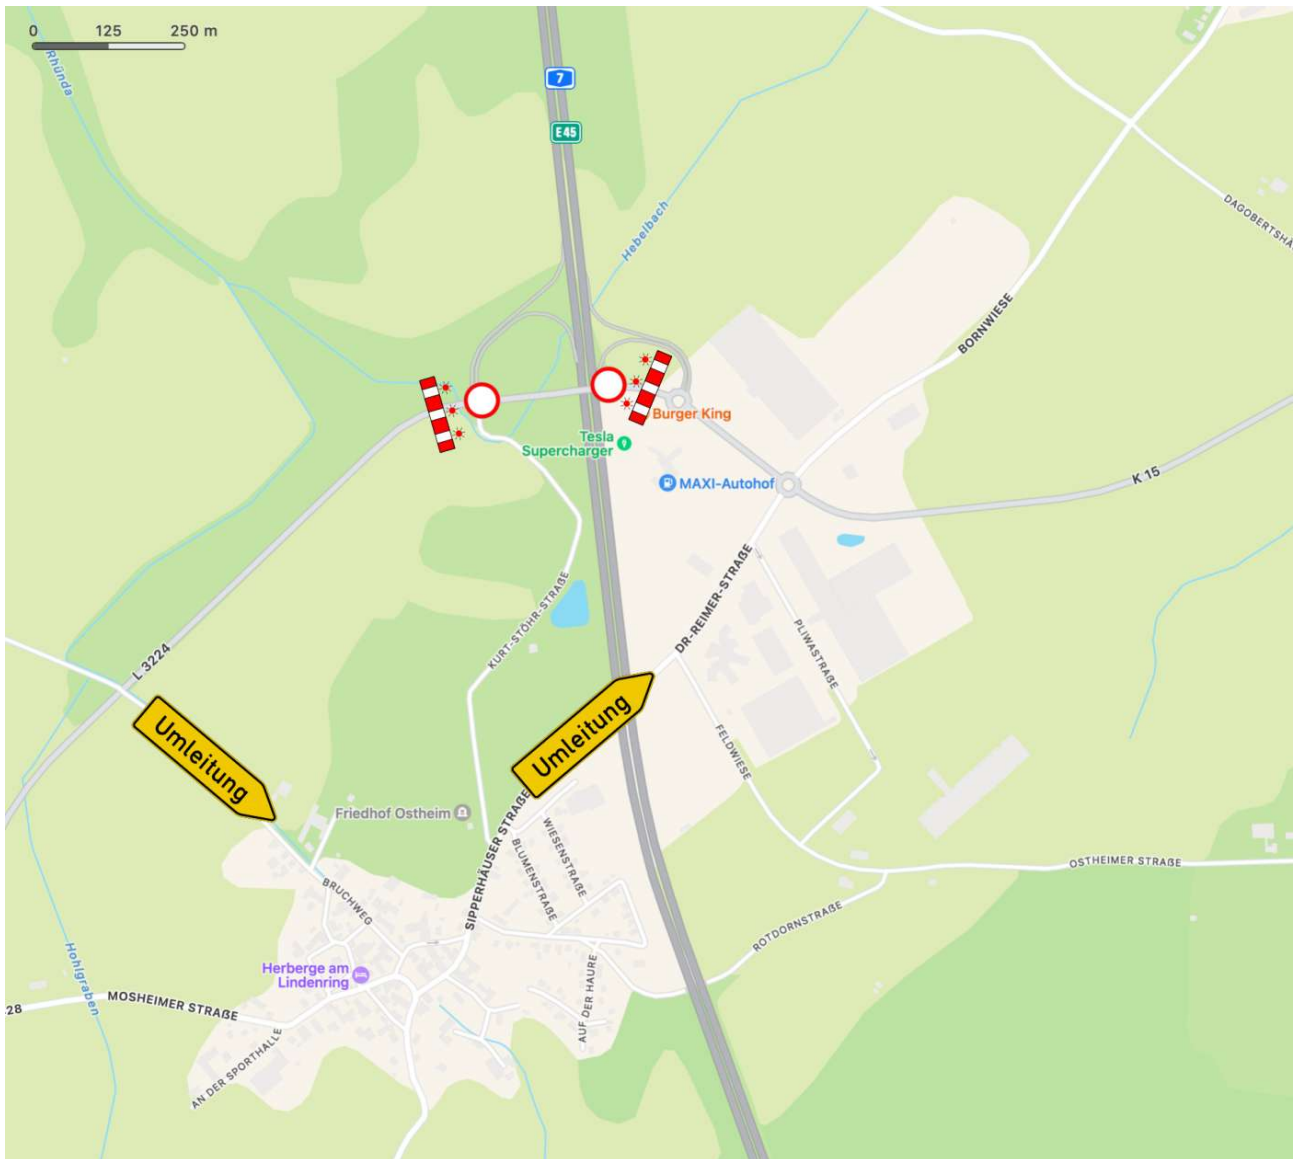 0 125 250 m
Rhünda
7
E45
Hebelbach
DAGOBERTSHÄ
BORNWIESE
Burger King
Tesla
Supercharger
MAXI-Autohof
K 15
DR-REIMER-STRAẞE
KURT-STÖHR-STRAẞE
PLIWASTRAẞE
L 3224
Umleitung
Umleitung
FELDWIESE
Friedhof Ostheim
SIPPERHÄUSER STRAẞE
WIESENSTRAẞE
BLUMENSTRAẞE
OSTHEIMER STRAẞE
BRUCHWEG
ROTDORNSTRAẞE
Hohlgraben
Herberge am
Lindenring
AUF DER HAURE
28
MOSHEIMER STRAẞE
AN DER SPORTHALLE